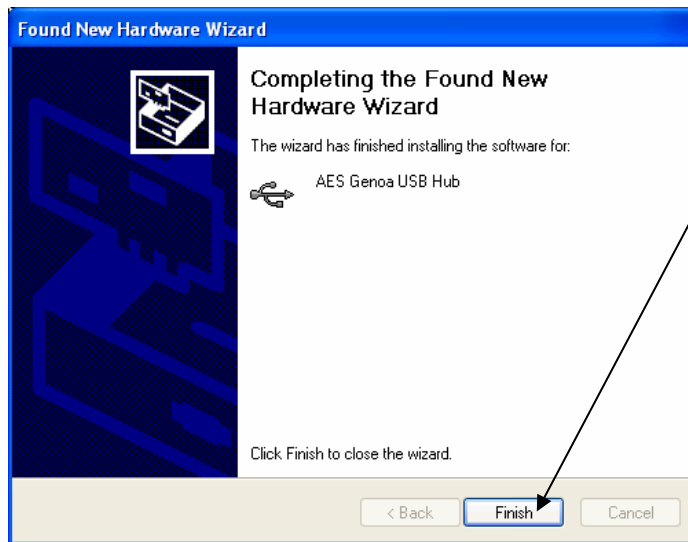 Found New Hardware Wizard
Completing the Found New
Hardware Wizard
The wizard has finished installing the software for:
AES Genoa USB Hub
Click Finish to close the wizard.
< Back
Finish
Cancel